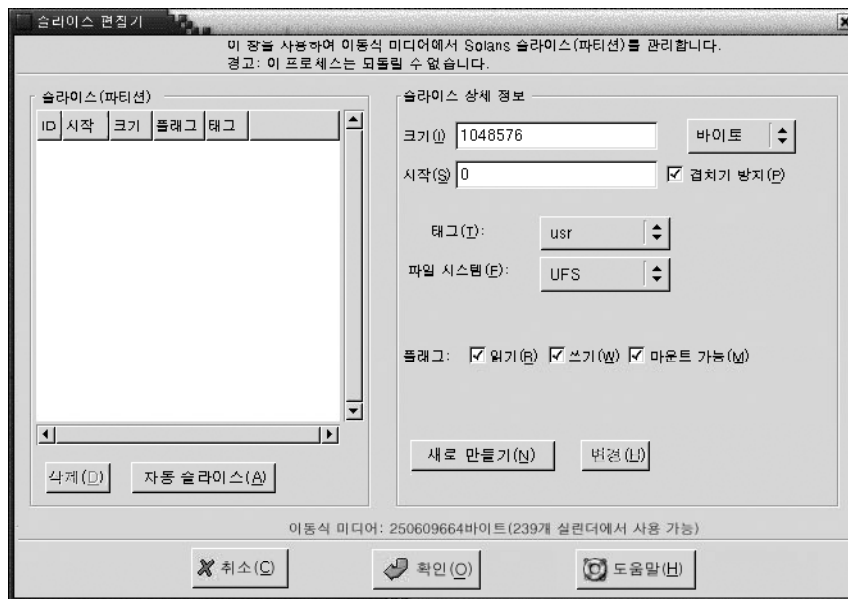 슬라이스 편집기
이 창을 사용하여 이동식 미디어에서 Solaris 슬라이스(파티션)를 관리합니다.
경고: 이 프로세스는 되돌릴 수 없습니다.
슬라이스(파티션)
ID 시작 크기 플래그 태그
삭제(D)
자동 슬라이스(A)
슬라이스 상세 정보
크기(I) 1048576 바이트
시작(S) 0 겹치기 방지(P)
태그(T): usr
파일 시스템(F): UFS
플래그: 읽기(R) 쓰기(W) 마운트 가능(M)
새로 만들기(N) 변경(U)
이동식 미디어: 250609664바이트(239개 실린더에서 사용 가능)
취소(C) 확인(O) 도움말(H)